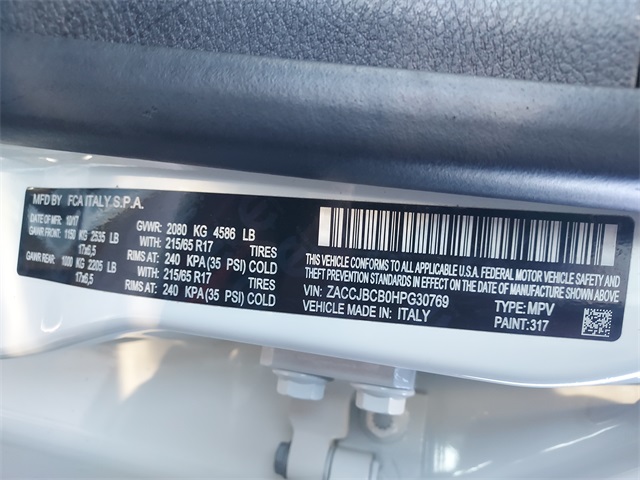 MFD BY FCA ITALY S.P.A.
DATE OF MFR: 10/17 GVWR: 2080 KG 4586 LB
GAWR FRONT: 1150 KG 2535 LB WITH: 215/65 R17 TIRES
17x6,5 RIMS AT: 240 KPA(35 PSI) COLD
GAWR REAR: 1000 KG 2205 LB WITH: 215/65 R17 TIRES
17x6,5 RIMS AT: 240 KPA(35 PSI) COLD
THIS VEHICLE CONFORMS TO ALL APPLICABLE U.S.A. FEDERAL MOTOR VEHICLE SAFETY AND
THEFT PREVENTION STANDARDS IN EFFECT ON THE DATE OF MANUFACTURE SHOWN ABOVE.
VIN: ZACCJBCB0HPG30769 TYPE: MPV
VEHICLE MADE IN: ITALY PAINT:317